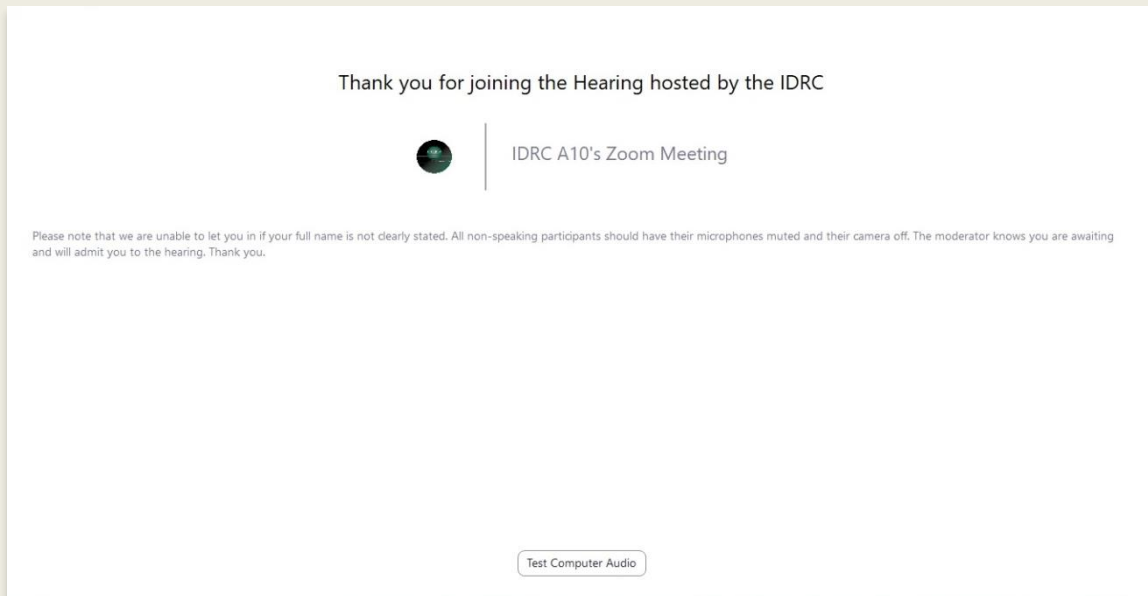 Thank you for joining the Hearing hosted by the IDRC
IDRC A10's Zoom Meeting
Please note that we are unable to let you in if your full name is not clearly stated. All non-speaking participants should have their microphones muted and their camera off. The moderator knows you are awaiting
and will admit you to the hearing. Thank you.
Test Computer Audio